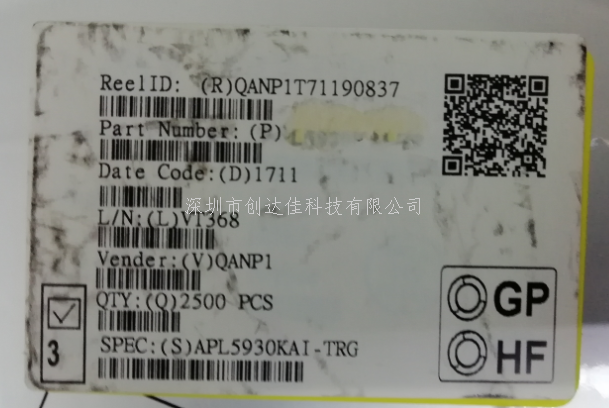 ReelID: (R)QANP1T71190837
Part Number:(P)
Date Code:(D)1711
深圳市创达佳科技有限公司
L/N:(L)V1368
Vender:(V)QANP1
QTY:(Q)2500 PCS
SPEC:(S)APL5930KAI-TRG
3
GP
HF